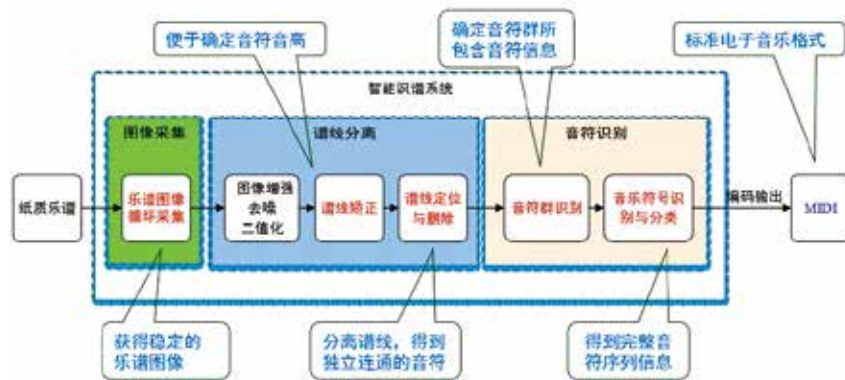 便于确定音符音高
确定音符群所
包含音符信息
标准电子音乐格式
智能识谱系统
图像采集
谱线分离
音符识别
纸质乐谱
乐谱图像
循环采集
图像增强
去噪
二值化
谱线矫正
谱线定位
与删除
音符群识别
音乐符号识
别与分类
编码输出
MIDI
获得稳定的
乐谱图像
分离谱线，得到
独立连通的音符
得到完整音
符序列信息